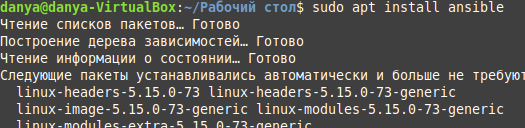 danya@danya-VirtualBox:~/Рабочий стол$ sudo apt install ansible
Чтение списков пакетов… Готово
Построение дерева зависимостей… Готово
Чтение информации о состоянии… Готово
Следующие пакеты устанавливались автоматически и больше не требуют
linux-headers-5.15.0-73 linux-headers-5.15.0-73-generic
linux-image-5.15.0-73-generic linux-modules-5.15.0-73-generic
linux-modules-extra-5.15.0-73-generic